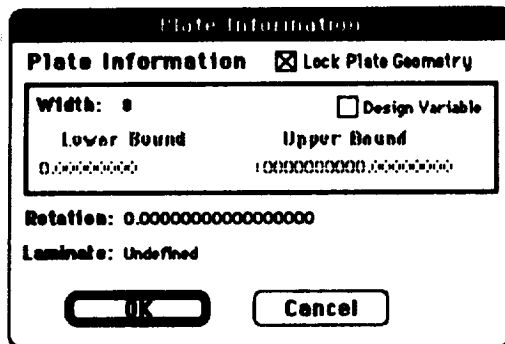 Plate Information
Plate Information ☒ Lock Plate Geometry
Width: 8 ☐ Design Variable
Lower Bound Upper Bound
Rotation: 0.00000000000000000
Laminate: Undefined
OK Cancel